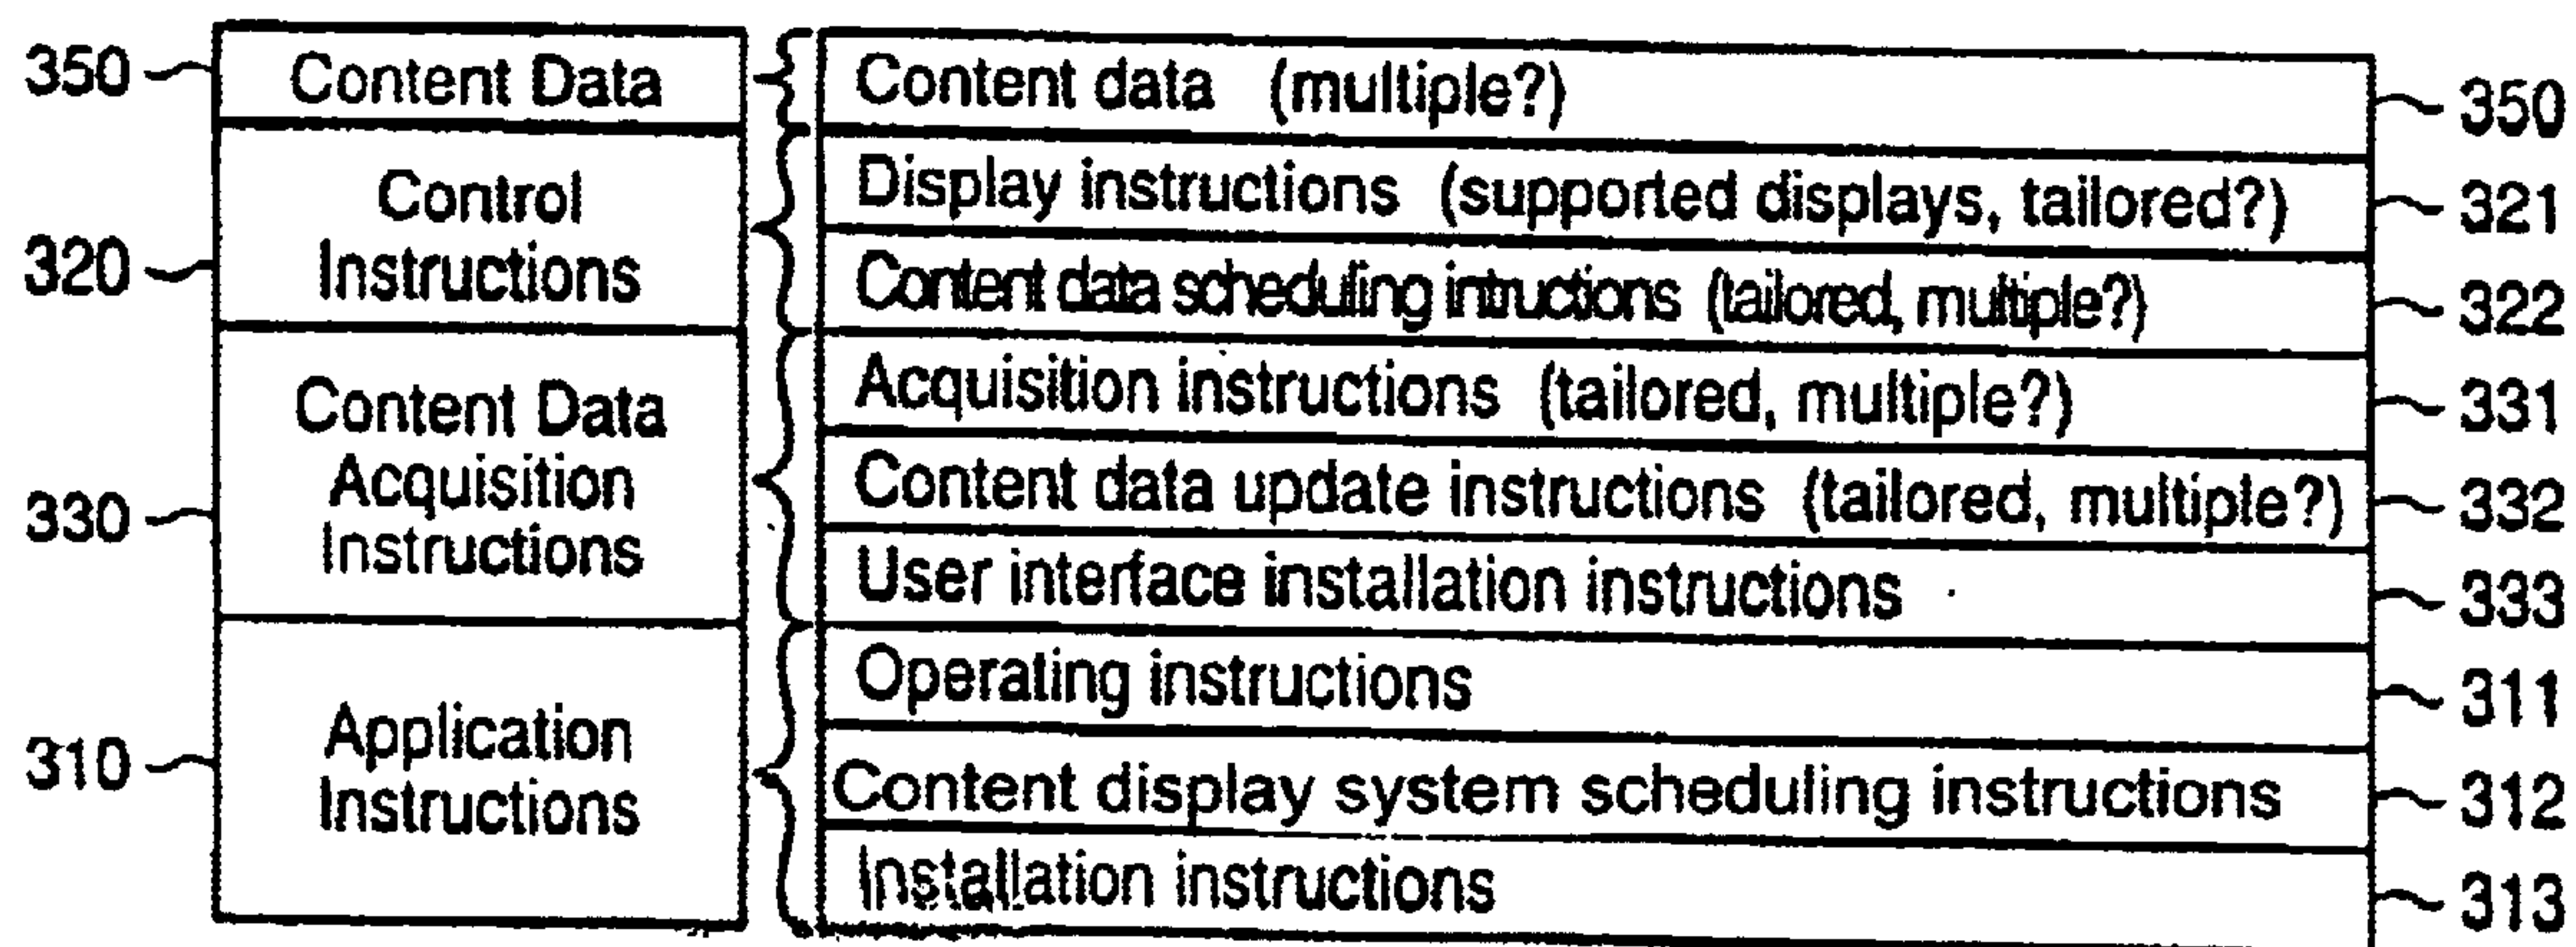 350
Content Data
320
Control
Instructions
330
Content Data
Acquisition
Instructions
310
Application
Instructions
Content data (multiple?)
350
Display instructions (supported displays, tailored?)
321
Content data scheduling intructions (tailored, multiple?)
322
Acquisition instructions (tailored, multiple?)
331
Content data update instructions (tailored, multiple?)
332
User interface installation instructions
333
Operating instructions
311
Content display system scheduling instructions
312
Installation instructions
313